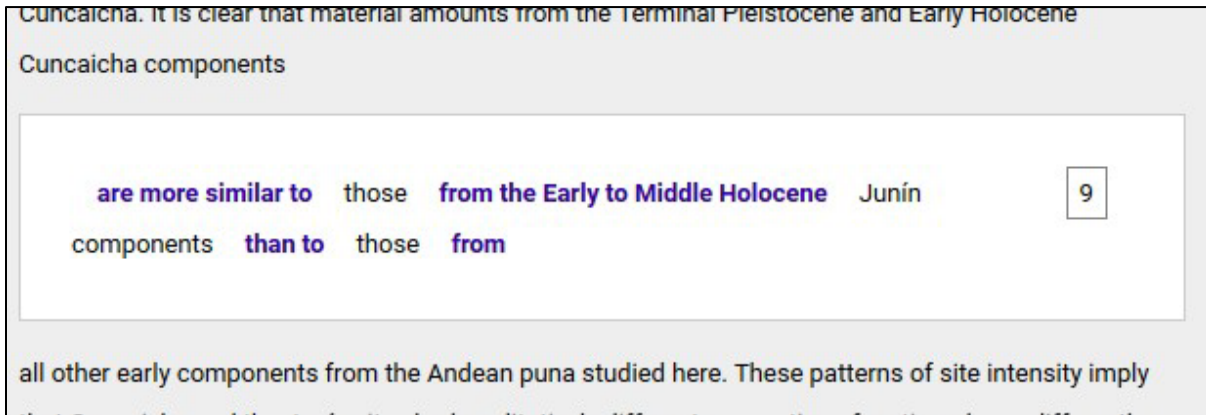 Cuncaicha. It is clear that material amounts from the Terminal Pleistocene and Early Holocene
Cuncaicha components
are more similar to those from the Early to Middle Holocene Junín
9
components than to those from
all other early components from the Andean puna studied here. These patterns of site intensity imply